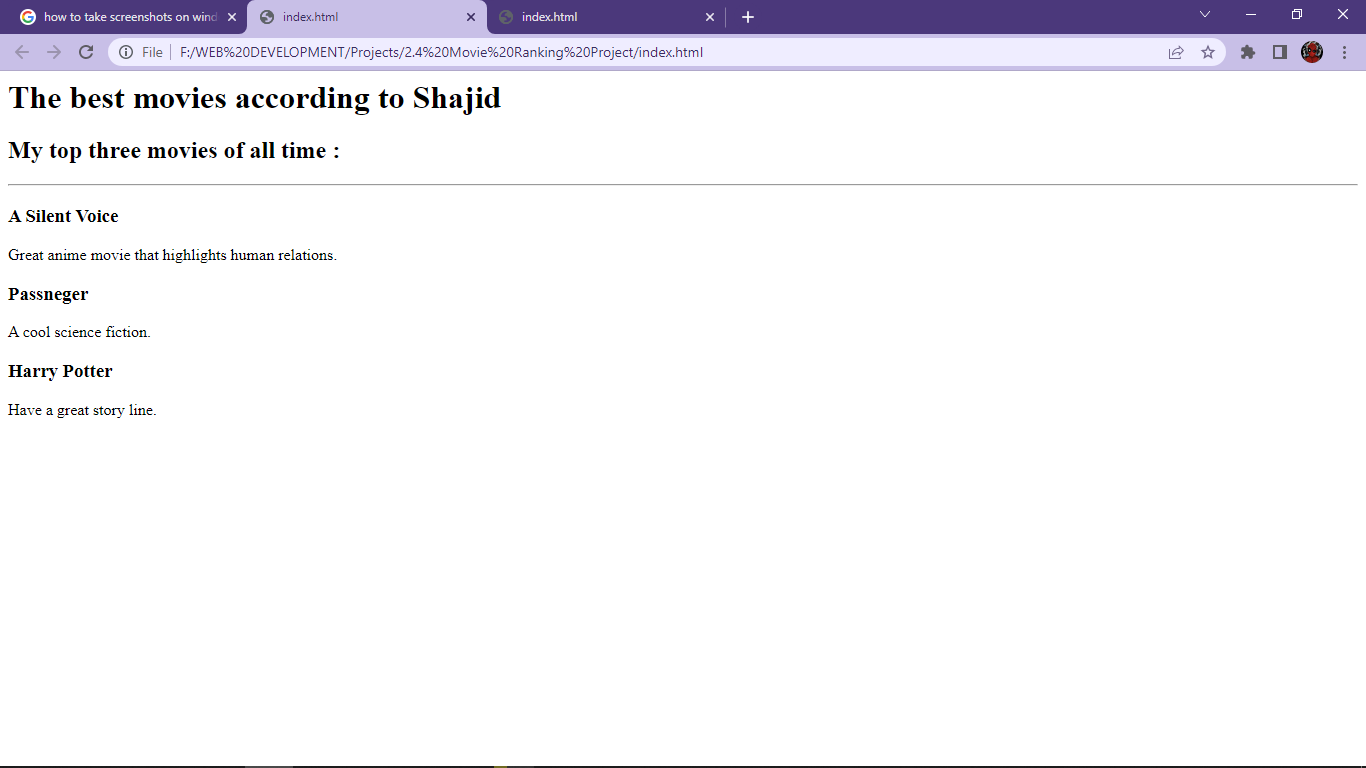 how to take screenshots on wind
index.html
index.html
File
F:/WEB%20DEVELOPMENT/Projects/2.4%20Movie%20Ranking%20Project/index.html
The best movies according to Shajid
My top three movies of all time :
A Silent Voice
Great anime movie that highlights human relations.
Passneger
A cool science fiction.
Harry Potter
Have a great story line.